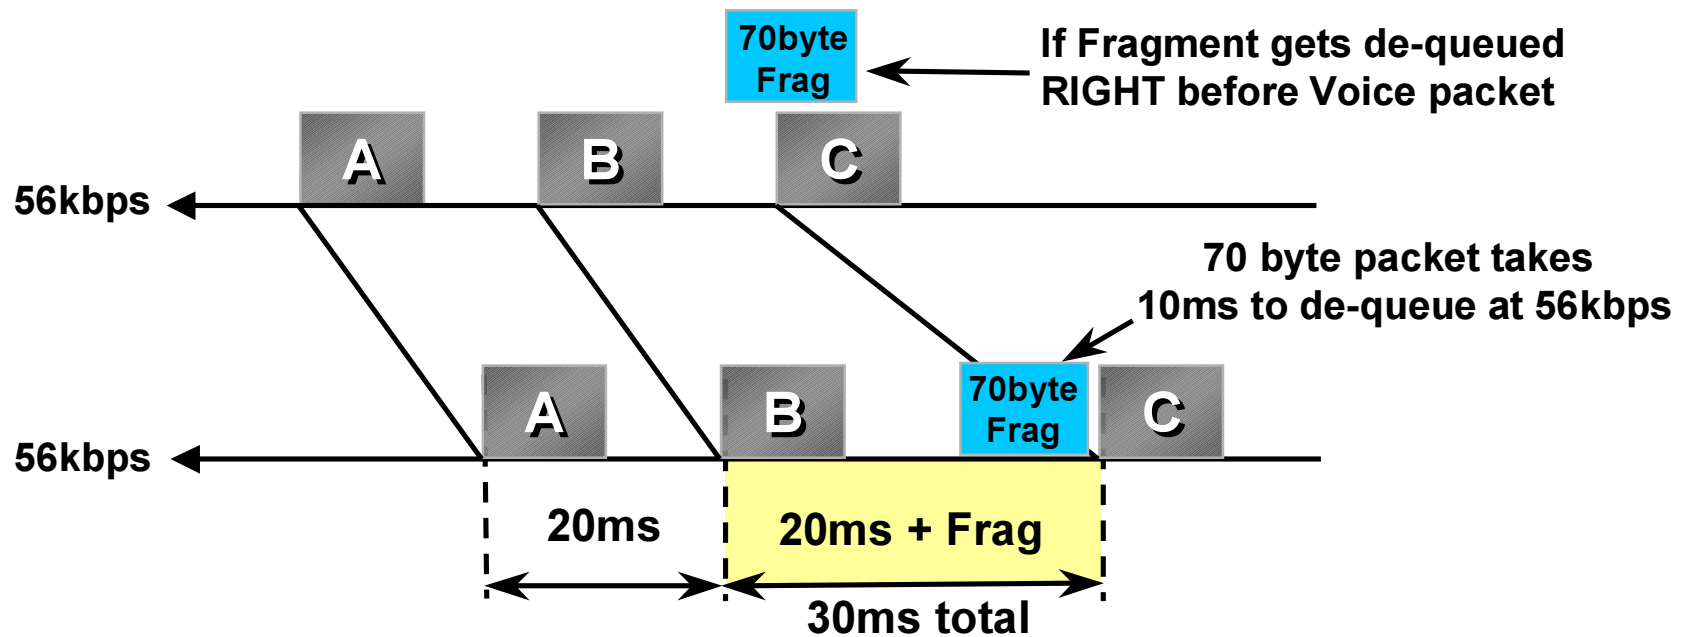 70byte
Frag
If Fragment gets de-queued
RIGHT before Voice packet
A
B
C
56kbps
70 byte packet takes
10ms to de-queue at 56kbps
A
B
70byte
Frag
C
56kbps
20ms
20ms + Frag
30ms total